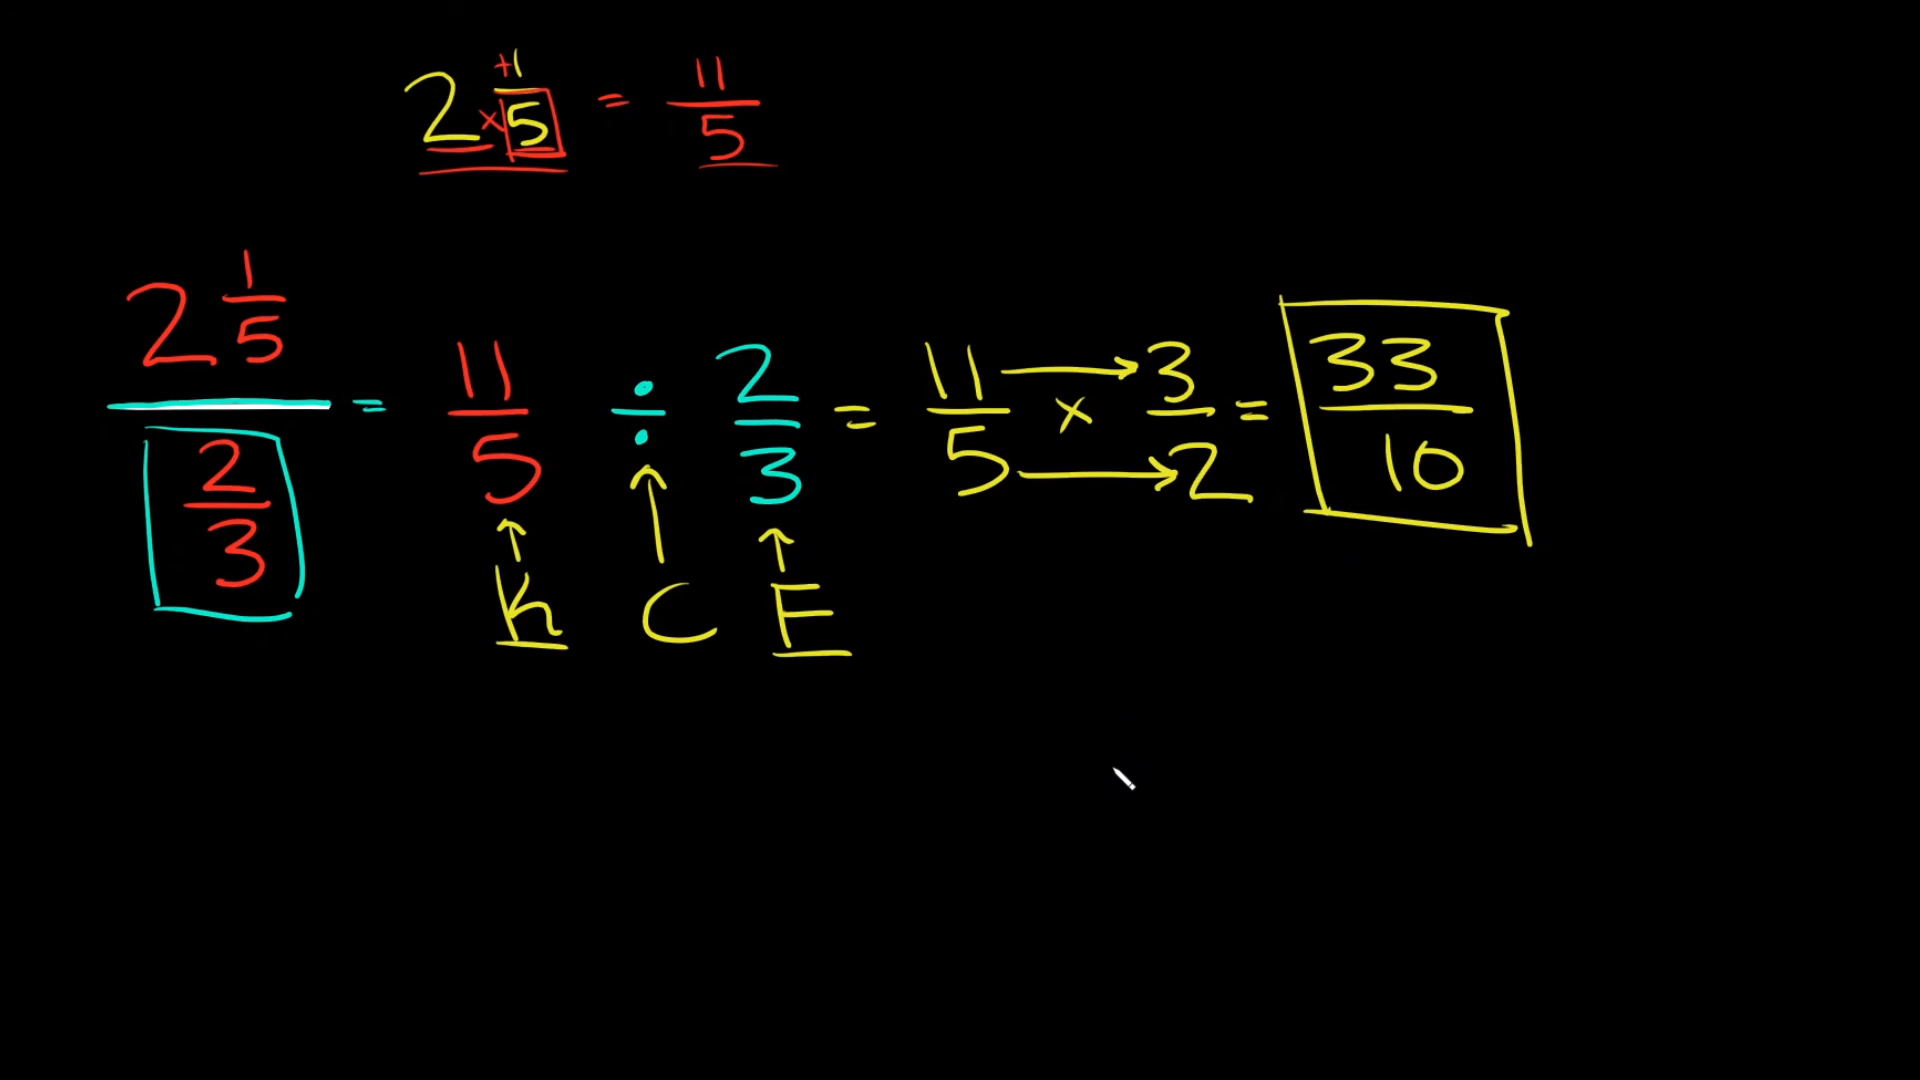 2 × +1/5 = 11/5
2 1/5 / 2/3 = 11/5 ÷ 2/3 = 11/5 × 3/2 = 33/10
K C F